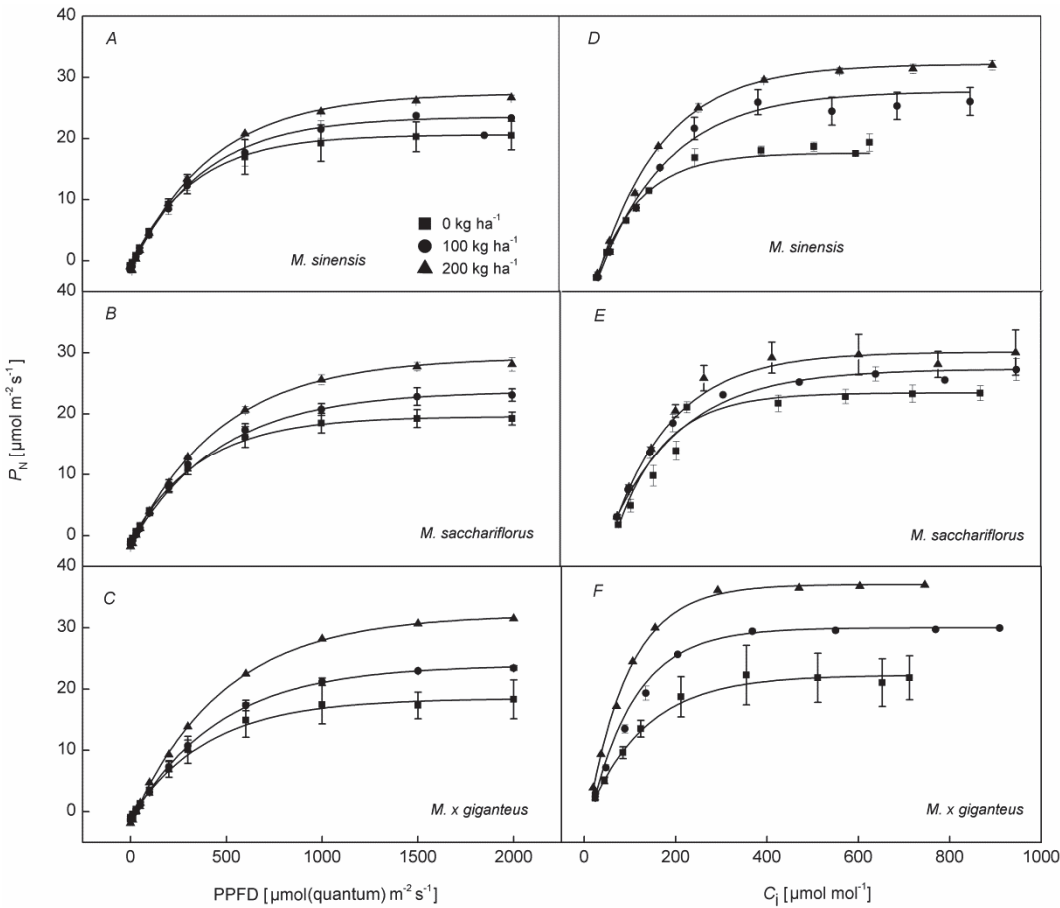 40
30
20
10
0
A
0 kg ha⁻¹
100 kg ha⁻¹
200 kg ha⁻¹
M. sinensis
D
M. sinensis
40
30
20
10
0
B
M. sacchariflorus
E
M. sacchariflorus
40
30
20
10
0
C
M. x giganteus
F
M. x giganteus
P_N [µmol m⁻² s⁻¹]
0 500 1000 1500 2000
0 200 400 600 800 1000
PPFD [µmol(quantum) m⁻² s⁻¹]
C_i [µmol mol⁻¹]